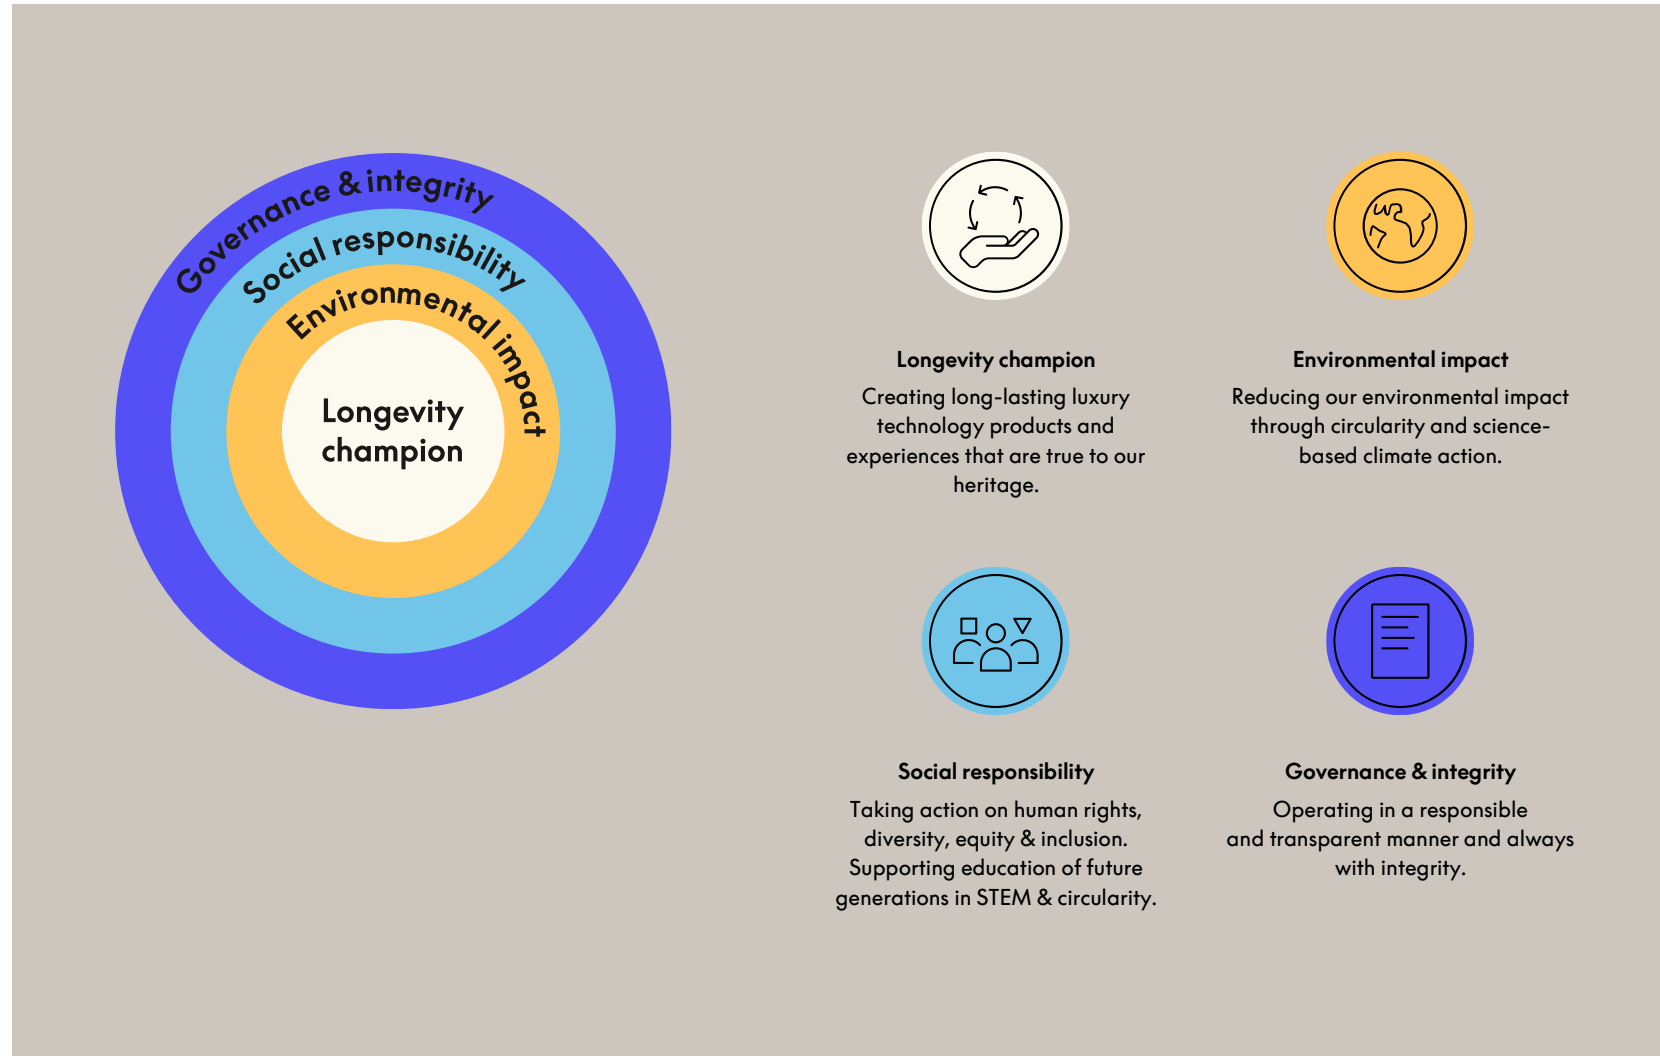 Governance & integrity
Social responsibility
Environmental impact
Longevity
champion
Longevity champion
Creating long-lasting luxury
technology products and
experiences that are true to our
heritage.
Environmental impact
Reducing our environmental impact
through circularity and science-
based climate action.
Social responsibility
Taking action on human rights,
diversity, equity & inclusion.
Supporting education of future
generations in STEM & circularity.
Governance & integrity
Operating in a responsible
and transparent manner and always
with integrity.